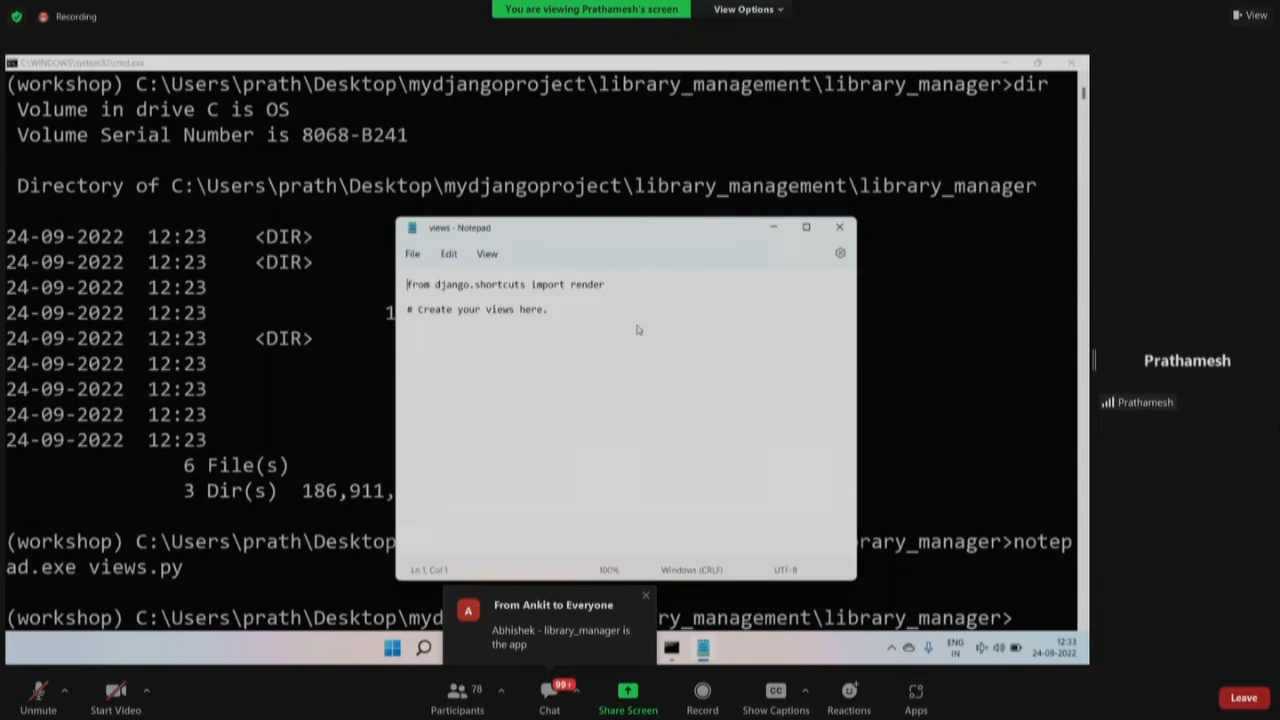 Recording
You are viewing Prathamesh's screen
View Options
View
C:\WINDOWS\system32\cmd.exe
(workshop) C:\Users\prath\Desktop\mydjangoproject\library_management\library_manager>dir
Volume in drive C is OS
Volume Serial Number is 8068-B241
Directory of C:\Users\prath\Desktop\mydjangoproject\library_management\library_manager
24-09-2022 12:23 <DIR>
24-09-2022 12:23 <DIR>
24-09-2022 12:23
24-09-2022 12:23 1
24-09-2022 12:23 <DIR>
24-09-2022 12:23
24-09-2022 12:23
24-09-2022 12:23
24-09-2022 12:23
6 File(s)
3 Dir(s) 186,911,
(workshop) C:\Users\prath\Desktop rary_manager>notep
ad.exe views.py
(workshop) C:\Users\prath\Desktop\myd ry_management\library_manager>
views - Notepad
File Edit View
from django.shortcuts import render
# Create your views here.
Ln 1, Col 1 100% Windows (CRLF) UTF-8
A
From Ankit to Everyone
Abhishek - library_manager is
the app
ENG
IN
12:33
24-09-2022
Prathamesh
Prathamesh
Unmute
Start Video
78
Participants
99+
Chat
Share Screen
Record
CC
Show Captions
Reactions
Apps
Leave